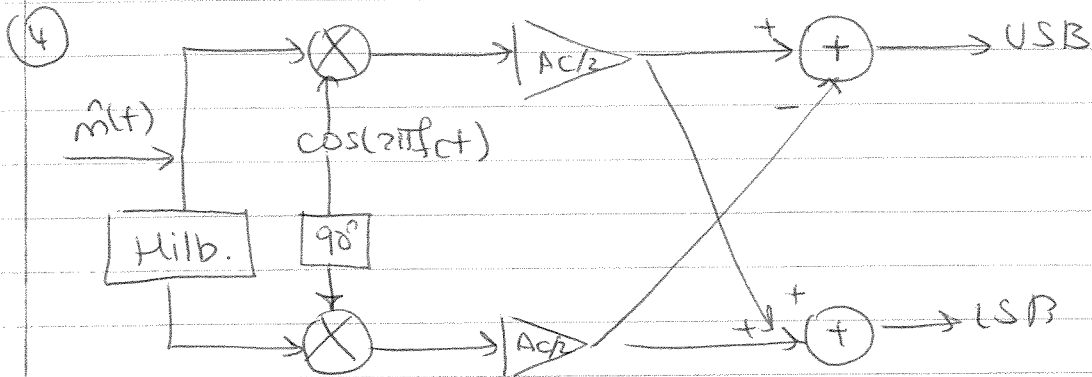 4
+
+
USB
Ac/2
-
m̂(t)
cos(2πfct)
Hilb.
90°
+
+
+
LSB
Ac/2